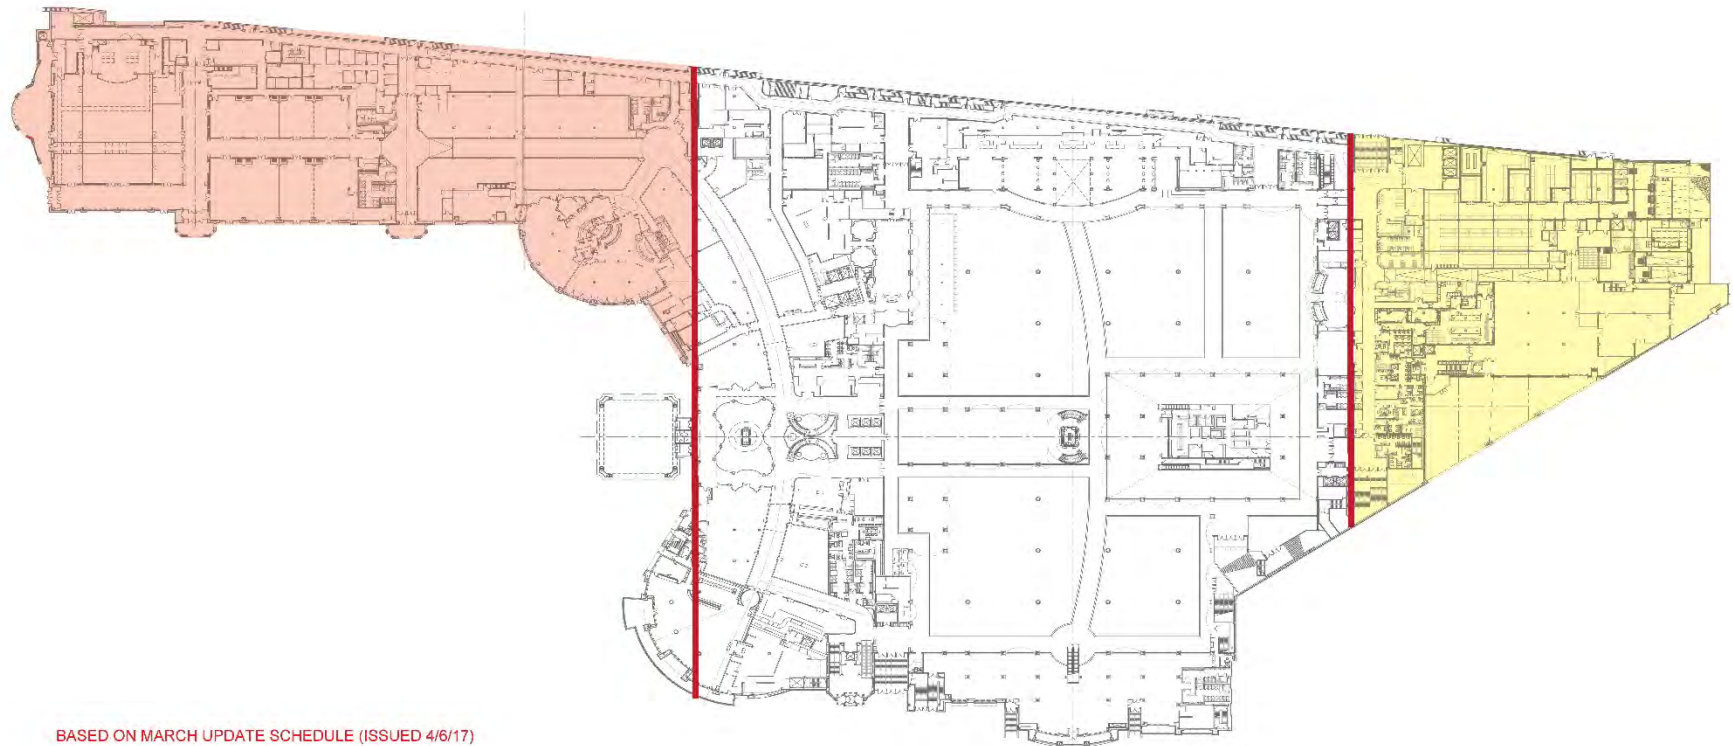 BASED ON MARCH UPDATE SCHEDULE (ISSUED 4/6/17)